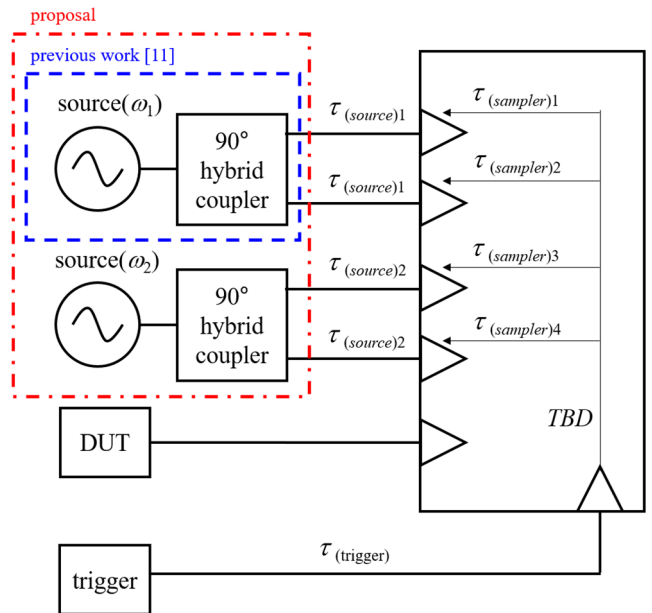 proposal
previous work [11]
source(ω₁)
90°
hybrid
coupler
τ(source)1
τ(source)1
τ(sampler)1
τ(sampler)2
source(ω₂)
90°
hybrid
coupler
τ(source)2
τ(source)2
τ(sampler)3
τ(sampler)4
TBD
DUT
trigger
τ(trigger)